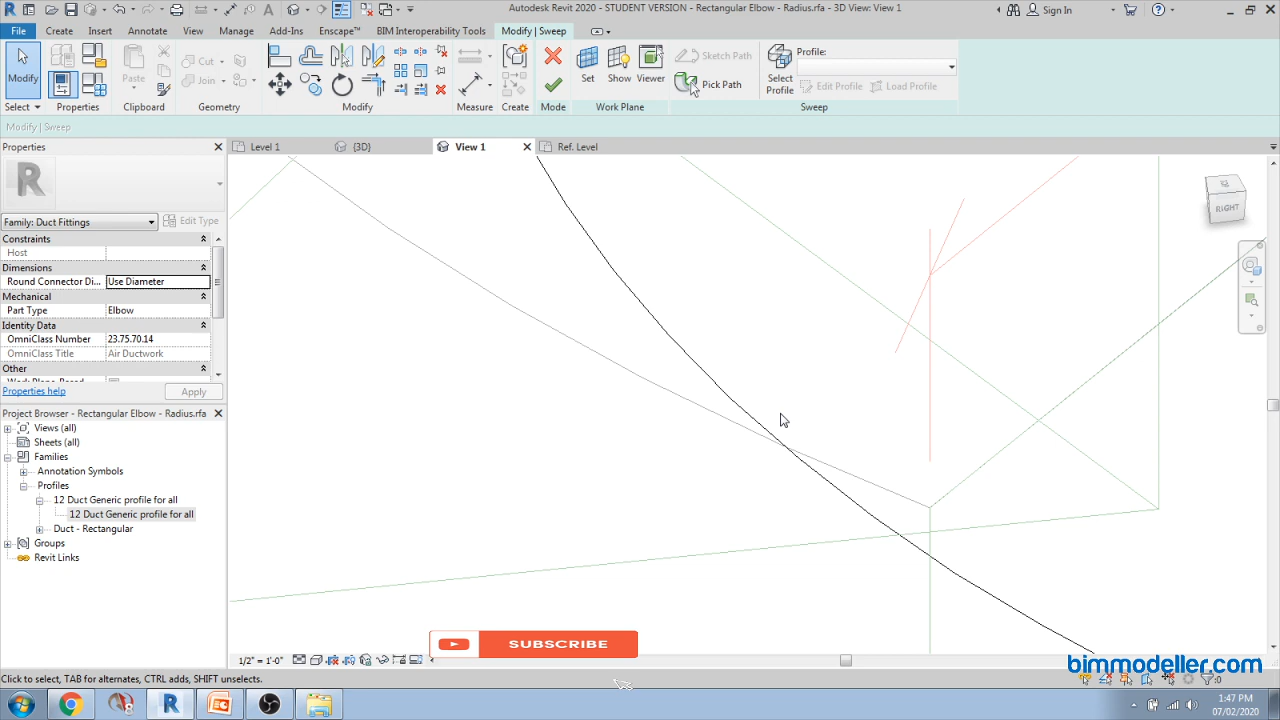 Autodesk Revit 2020 - STUDENT VERSION - Rectangular Elbow - Radius.rfa - 3D View: View 1
Sign In
File Create Insert Annotate View Manage Add-Ins Enscape™ BIM Interoperability Tools Modify | Sweep
Modify
Paste
Cut
Join
Set Show Viewer
Sketch Path
Pick Path
Select Profile
Profile:
Edit Profile Load Profile
Select Properties Clipboard Geometry Modify Measure Create Mode Work Plane Sweep
Modify | Sweep
Properties
Level 1 {3D} View 1 Ref. Level
R
RIGHT
Family: Duct Fittings Edit Type
Constraints
Host
Dimensions
Round Connector Di... Use Diameter
Mechanical
Part Type Elbow
Identity Data
OmniClass Number 23.75.70.14
OmniClass Title Air Ductwork
Other
Properties help Apply
Project Browser - Rectangular Elbow - Radius.rfa
Views (all)
Sheets (all)
Families
Annotation Symbols
Profiles
12 Duct Generic profile for all
12 Duct Generic profile for all
Duct - Rectangular
Groups
Revit Links
SUBSCRIBE
1/2" = 1'-0"
bimmodeller.com
Click to select, TAB for alternates, CTRL adds, SHIFT unselects.
:0
1:47 PM
07/02/2020